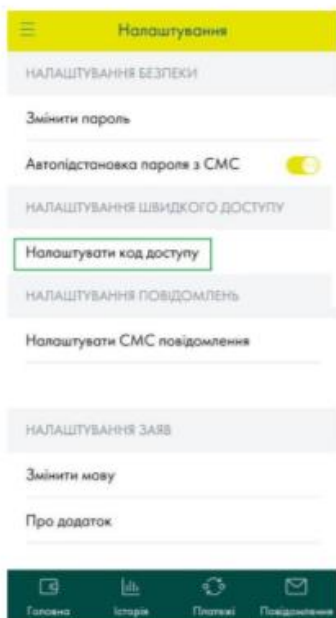 Налаштування
НАЛАШТУВАННЯ БЕЗПЕКИ
Змінити пароль
Автопідстановка пароля з СМС
НАЛАШТУВАННЯ ШВИДКОГО ДОСТУПУ
Налаштувати код доступу
НАЛАШТУВАННЯ ПОВІДОМЛЕНЬ
Налаштувати СМС повідомлення
НАЛАШТУВАННЯ ЗАЯВ
Змінити мову
Про додаток
Головна Історія Платежі Повідомлення